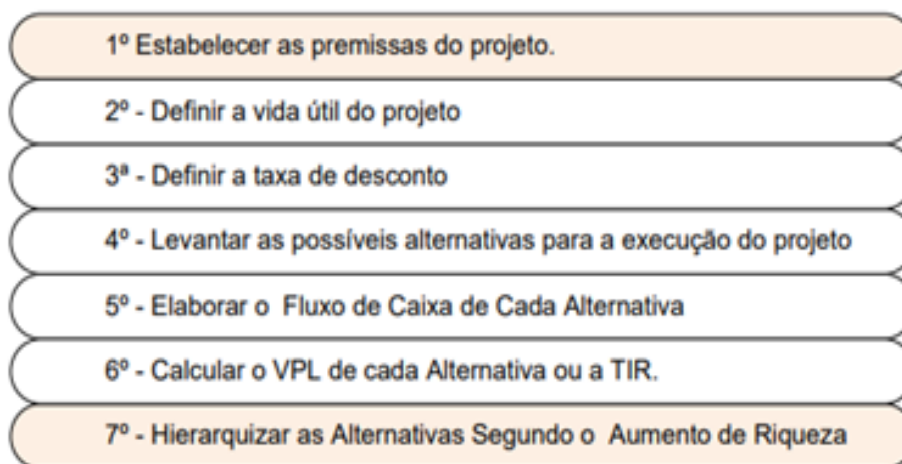 1º Estabelecer as premissas do projeto.
2º - Definir a vida útil do projeto
3ª - Definir a taxa de desconto
4º - Levantar as possíveis alternativas para a execução do projeto
5º - Elaborar o Fluxo de Caixa de Cada Alternativa
6º - Calcular o VPL de cada Alternativa ou a TIR.
7º - Hierarquizar as Alternativas Segundo o Aumento de Riqueza